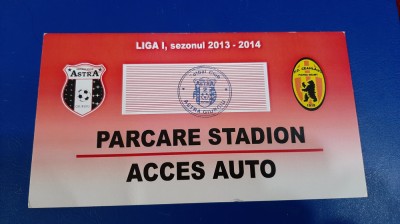 LIGA I, sezonul 2013 - 2014
ASTRA
PARCARE STADION
ACCES AUTO